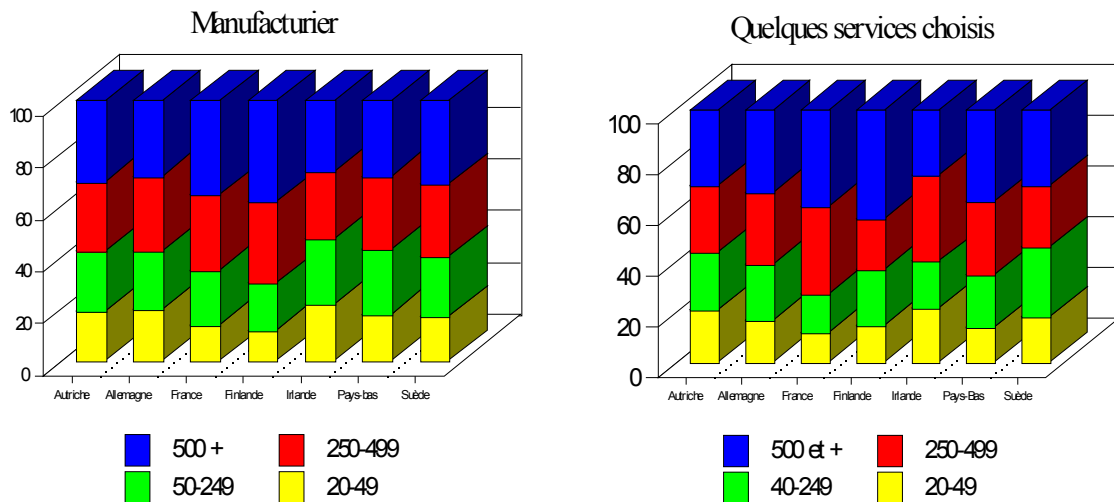 Manufacturier
100
80
60
40
20
0
Autriche Allemagne France Finlande Irlande Pays-bas Suède
500 + 250-499
50-249 20-49
Quelques services choisis
100
80
60
40
20
0
Autriche Allemagne France Finlande Irlande Pays-Bas Suède
500 et + 250-499
40-249 20-49